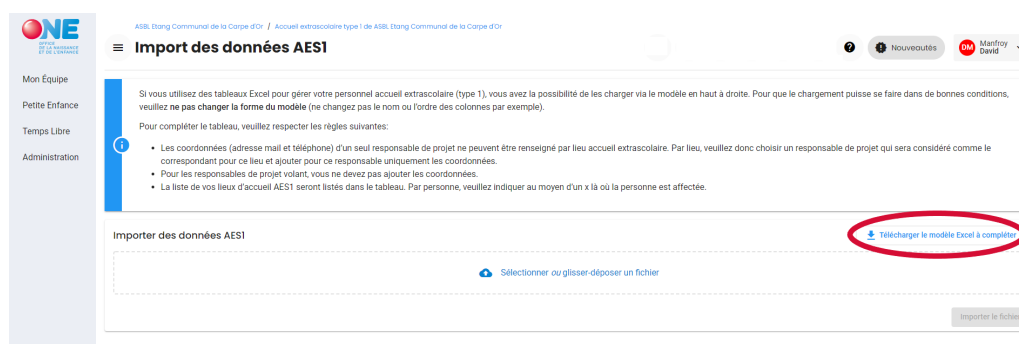 ASBL Etang Communal de la Carpe d'Or / Accueil extrascolaire type 1 de ASBL Etang Communal de la Carpe d'Or
ONE
OFFICE
DE LA NAISSANCE
ET DE L'ENFANCE
Import des données AES1
Nouveautés
DM
Manfroy
David
Mon Équipe
Petite Enfance
Temps Libre
Administration
Si vous utilisez des tableaux Excel pour gérer votre personnel accueil extrascolaire (type 1), vous avez la possibilité de les charger via le modèle en haut à droite. Pour que le chargement puisse se faire dans de bonnes conditions,
veuillez ne pas changer la forme du modèle (ne changez pas le nom ou l'ordre des colonnes par exemple).
Pour compléter le tableau, veuillez respecter les règles suivantes:
• Les coordonnées (adresse mail et téléphone) d'un seul responsable de projet ne peuvent être renseigné par lieu accueil extrascolaire. Par lieu, veuillez donc choisir un responsable de projet qui sera considéré comme le
correspondant pour ce lieu et ajouter pour ce responsable uniquement les coordonnées.
• Pour les responsables de projet volant, vous ne devez pas ajouter les coordonnées.
• La liste de vos lieux d'accueil AES1 seront listés dans le tableau. Par personne, veuillez indiquer au moyen d'un x là où la personne est affectée.
Importer des données AES1
Télécharger le modèle Excel à compléter
Sélectionner ou glisser-déposer un fichier
Importer le fichier